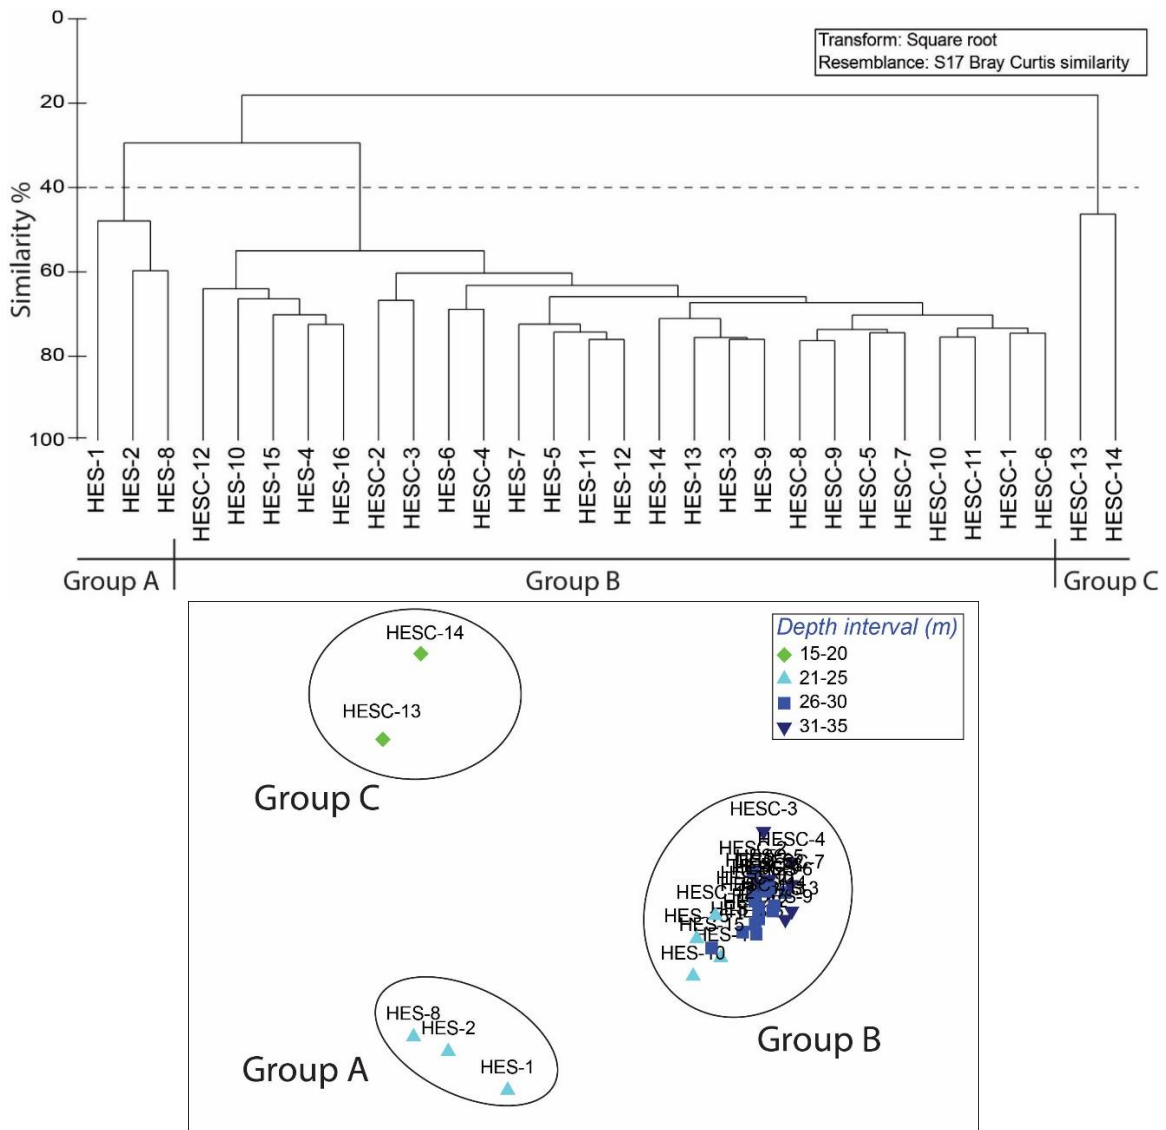 0
Transform: Square root
Resemblance: S17 Bray Curtis similarity
20
40
60
80
100
Similarity %
HES-1
HES-2
HES-8
HESC-12
HES-10
HES-15
HES-4
HES-16
HESC-2
HESC-3
HES-6
HESC-4
HES-7
HES-5
HES-11
HES-12
HES-14
HES-13
HES-3
HES-9
HESC-8
HESC-9
HESC-5
HESC-7
HESC-10
HESC-11
HESC-1
HESC-6
HESC-13
HESC-14
Group A
Group B
Group C
Depth interval (m)
15-20
21-25
26-30
31-35
HESC-14
HESC-13
Group C
HESC-3
HESC-4
HES-15
HES-10
Group B
HES-8
HES-2
HES-1
Group A